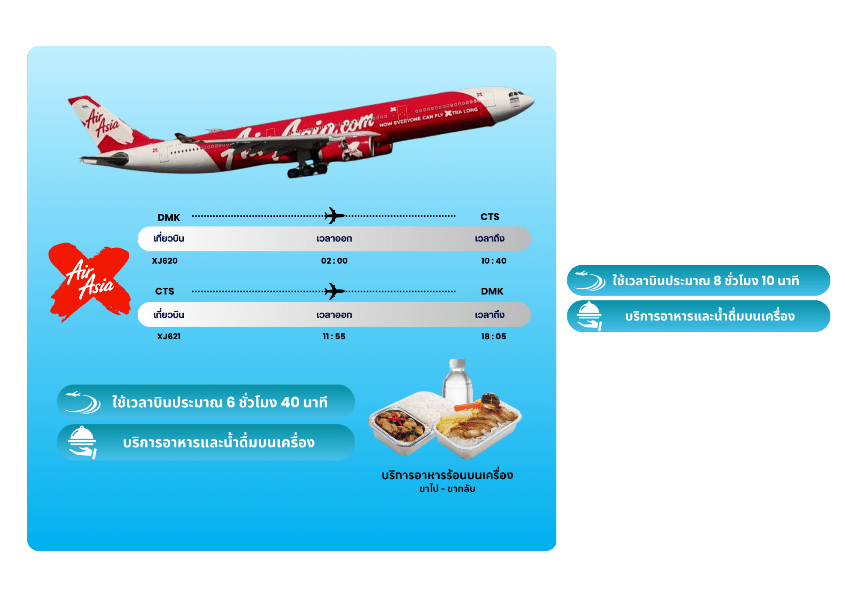 Air Asia
AirAsia.com
NOW EVERYONE CAN FLY XTRA LONG
DMK CTS
เที่ยวบิน เวลาออก เวลาถึง
XJ620 02 : 00 10 : 40
Air
Asia
CTS DMK
เที่ยวบิน เวลาออก เวลาถึง
XJ621 11 : 55 18 : 05
ใช้เวลาบินประมาณ 6 ชั่วโมง 40 นาที
บริการอาหารและน้ำดื่มบนเครื่อง
บริการอาหารร้อนบนเครื่อง
ขาไป - ขากลับ
ใช้เวลาบินประมาณ 8 ชั่วโมง 10 นาที
บริการอาหารและน้ำดื่มบนเครื่อง